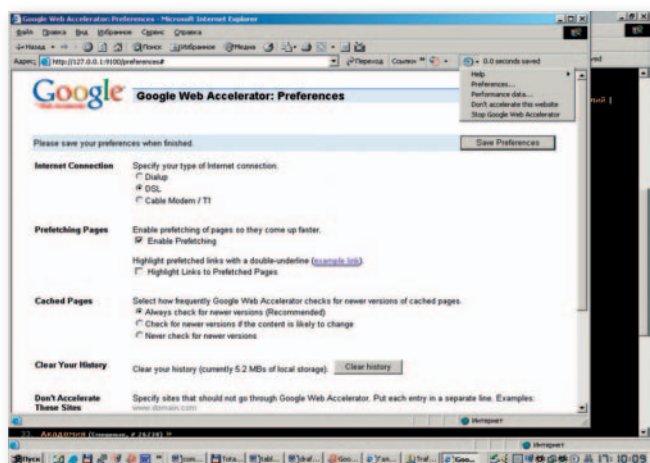 Google Web Accelerator: Preferences - Microsoft Internet Explorer
Файл Правка Вид Избранное Сервис Справка
Назад Поиск Избранное Медиа
Адрес: http://127.0.0.1:9100/preferences# Переход Ссылки » 0.0 seconds saved
Help
Preferences...
Performance data...
Don't accelerate this website
Stop Google Web Accelerator
Google
Google Web Accelerator: Preferences
Please save your preferences when finished.
Save Preferences
Internet Connection
Specify your type of Internet connection.
Dialup
DSL
Cable Modem / T1
Prefetching Pages
Enable prefetching of pages so they come up faster.
Enable Prefetching
Highlight prefetched links with a double-underline (example link).
Highlight Links to Prefetched Pages
Cached Pages
Select how frequently Google Web Accelerator checks for newer versions of cached pages.
Always check for newer versions (Recommended)
Check for newer versions if the content is likely to change
Never check for newer versions
Clear Your History
Clear your history (currently 5.2 MBs of local storage).
Clear history
Don't Accelerate These Sites
Specify sites that should not go through Google Web Accelerator. Put each entry in a separate line. Examples:
www.domain.com
Интернет
Академия
Интернет
Пуск
10:09